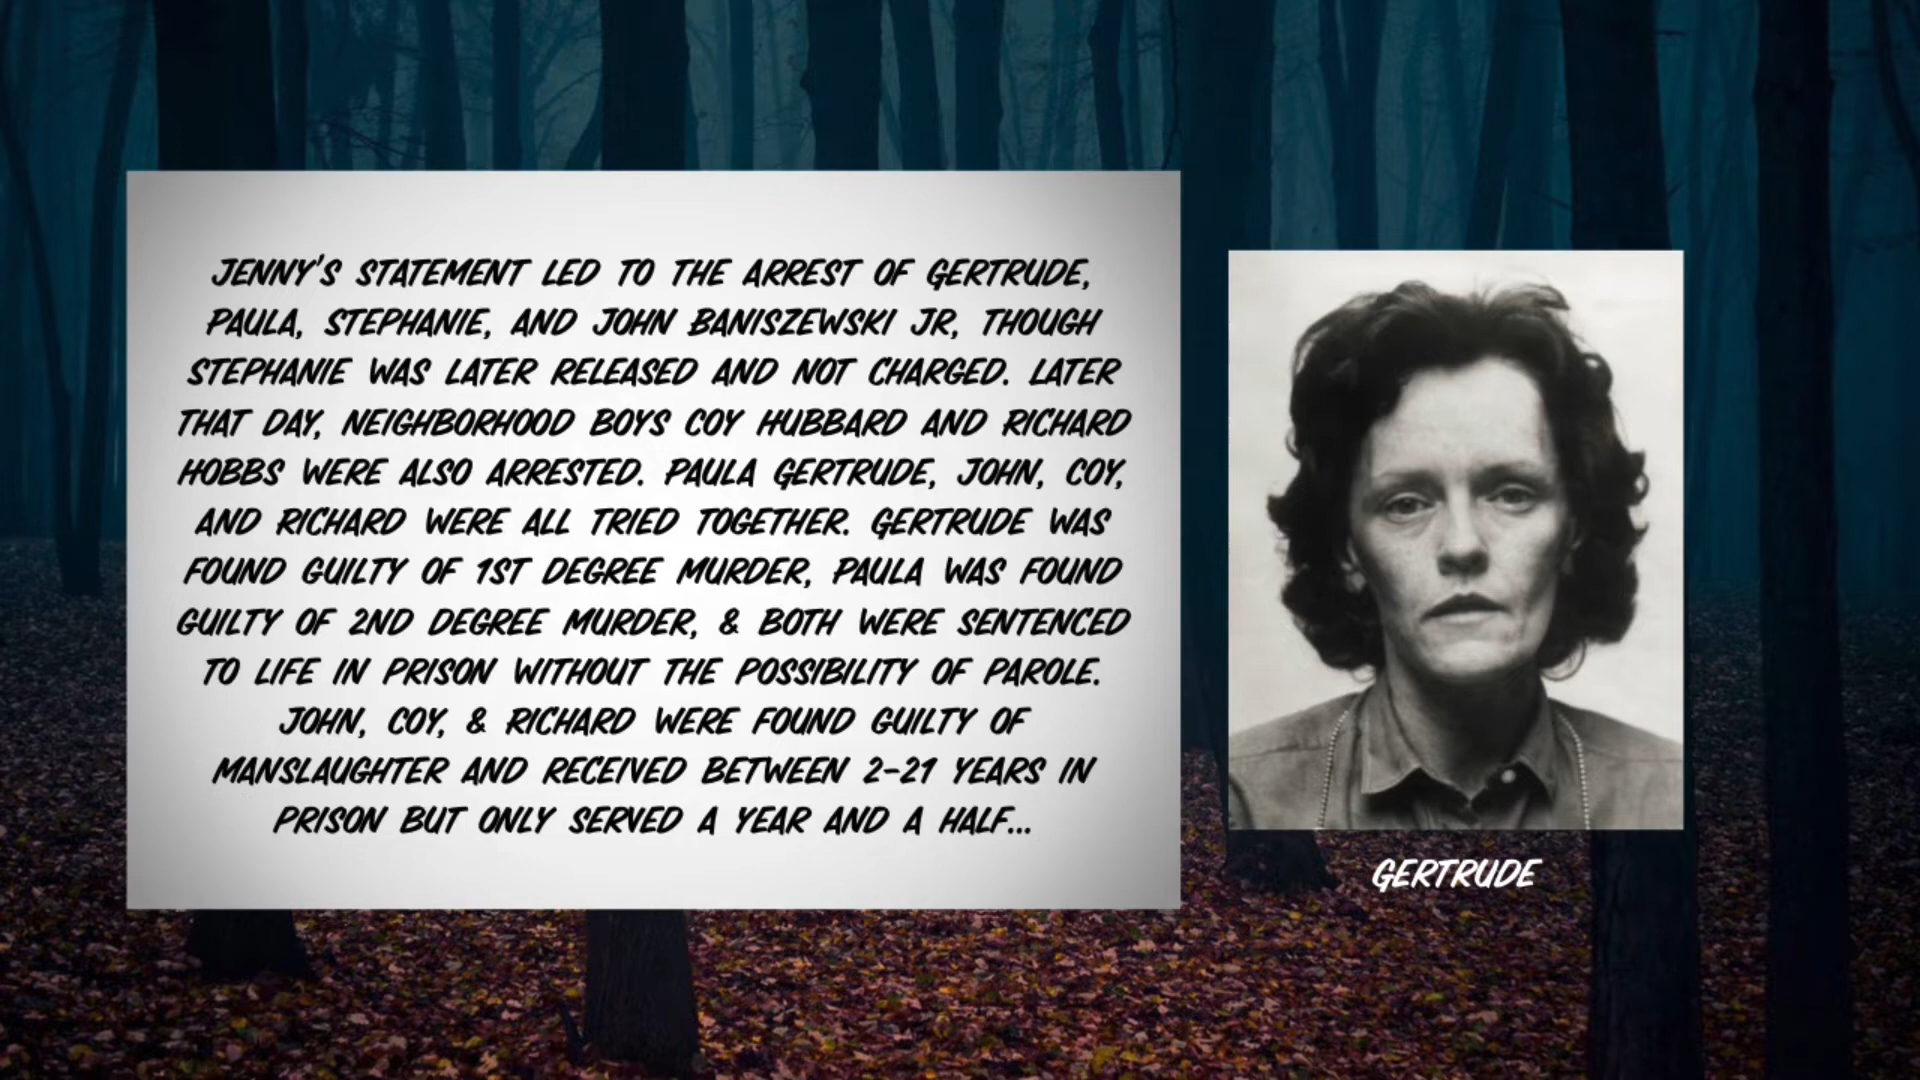 JENNY'S STATEMENT LED TO THE ARREST OF GERTRUDE,
PAULA, STEPHANIE, AND JOHN BANISZEWSKI JR, THOUGH
STEPHANIE WAS LATER RELEASED AND NOT CHARGED. LATER
THAT DAY, NEIGHBORHOOD BOYS COY HUBBARD AND RICHARD
HOBBS WERE ALSO ARRESTED. PAULA GERTRUDE, JOHN, COY,
AND RICHARD WERE ALL TRIED TOGETHER. GERTRUDE WAS
FOUND GUILTY OF 1ST DEGREE MURDER, PAULA WAS FOUND
GUILTY OF 2ND DEGREE MURDER, & BOTH WERE SENTENCED
TO LIFE IN PRISON WITHOUT THE POSSIBILITY OF PAROLE.
JOHN, COY, & RICHARD WERE FOUND GUILTY OF
MANSLAUGHTER AND RECEIVED BETWEEN 2-21 YEARS IN
PRISON BUT ONLY SERVED A YEAR AND A HALF...
GERTRUDE